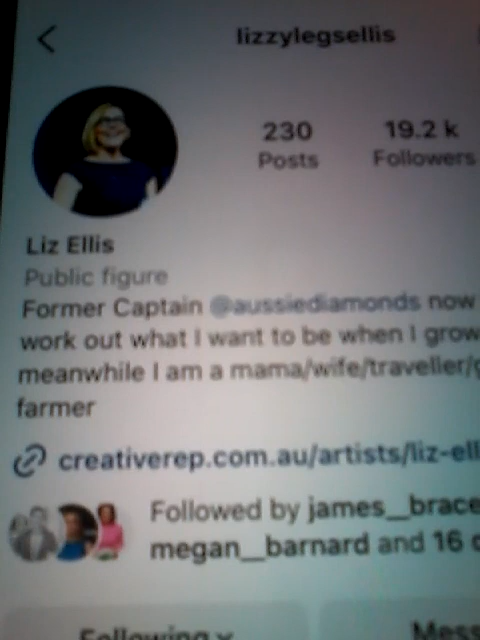 lizzylegsellis
230
19.2 k
Posts
Followers
Liz Ellis
Public figure
Former Captain @aussiediamonds now
work out what I want to be when I grow
meanwhile I am a mama/wife/traveller/
farmer
creativerep.com.au/artists/liz-ell
Followed by james__brace
megan__barnard and 16
Following
Mess